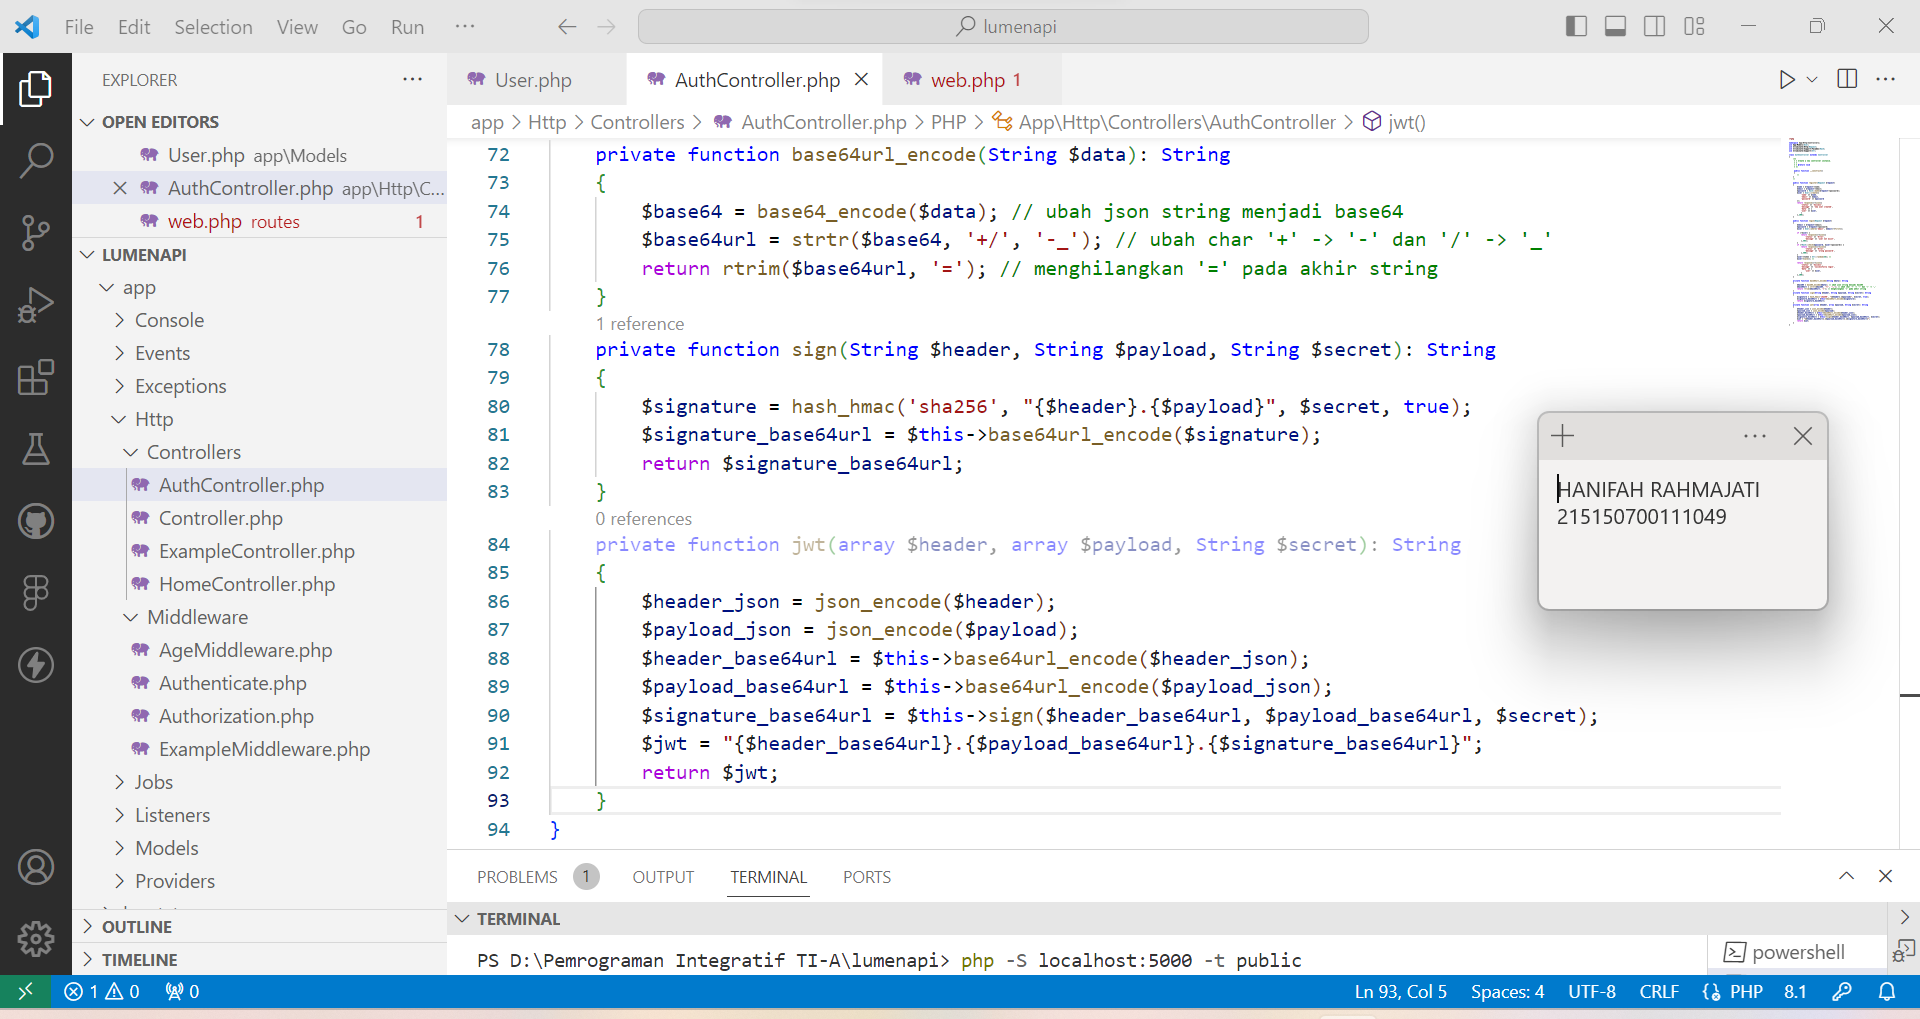 File Edit Selection View Go Run ···
lumenapi
EXPLORER
OPEN EDITORS
User.php app\Models
AuthController.php app\Http\C...
web.php routes 1
LUMENAPI
app
Console
Events
Exceptions
Http
Controllers
AuthController.php
Controller.php
ExampleController.php
HomeController.php
Middleware
AgeMiddleware.php
Authenticate.php
Authorization.php
ExampleMiddleware.php
Jobs
Listeners
Models
Providers
OUTLINE
TIMELINE
User.php AuthController.php web.php 1
app > Http > Controllers > AuthController.php > PHP > App\Http\Controllers\AuthController > jwt()
72 private function base64url_encode(String $data): String
73 {
74 $base64 = base64_encode($data); // ubah json string menjadi base64
75 $base64url = strtr($base64, '+/', '-_'); // ubah char '+' -> '-' dan '/' -> '_'
76 return rtrim($base64url, '='); // menghilangkan '=' pada akhir string
77 }
1 reference
78 private function sign(String $header, String $payload, String $secret): String
79 {
80 $signature = hash_hmac('sha256', "{$header}.{$payload}", $secret, true);
81 $signature_base64url = $this->base64url_encode($signature);
82 return $signature_base64url;
83 }
0 references
84 private function jwt(array $header, array $payload, String $secret): String
85 {
86 $header_json = json_encode($header);
87 $payload_json = json_encode($payload);
88 $header_base64url = $this->base64url_encode($header_json);
89 $payload_base64url = $this->base64url_encode($payload_json);
90 $signature_base64url = $this->sign($header_base64url, $payload_base64url, $secret);
91 $jwt = "{$header_base64url}.{$payload_base64url}.{$signature_base64url}";
92 return $jwt;
93 }
94 }
HANIFAH RAHMAJATI
215150700111049
PROBLEMS 1 OUTPUT TERMINAL PORTS
TERMINAL
PS D:\Pemrograman Integratif TI-A\lumenapi> php -S localhost:5000 -t public
powershell
1 0 0
Ln 93, Col 5 Spaces: 4 UTF-8 CRLF PHP 8.1